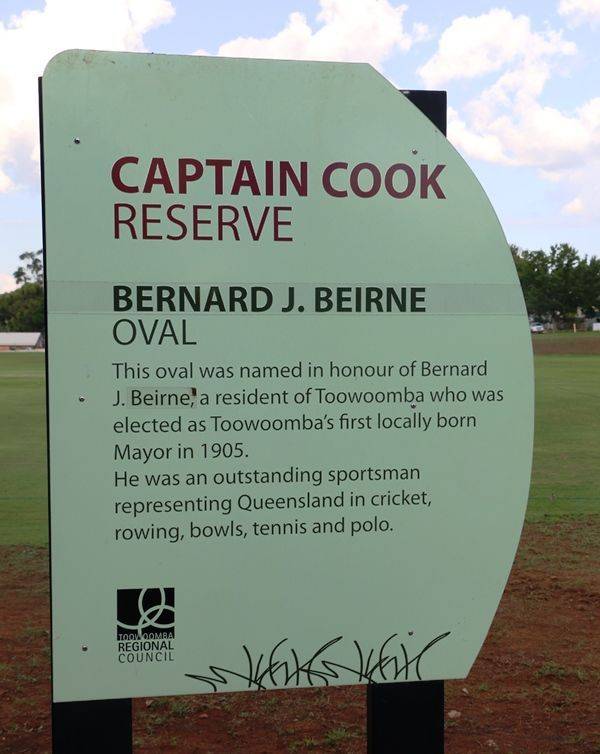 CAPTAIN COOK
RESERVE
BERNARD J. BEIRNE
OVAL
This oval was named in honour of Bernard
J. Beirne, a resident of Toowoomba who was
elected as Toowoomba's first locally born
Mayor in 1905.
He was an outstanding sportsman
representing Queensland in cricket,
rowing, bowls, tennis and polo.
TOOWOOMBA
REGIONAL
COUNCIL